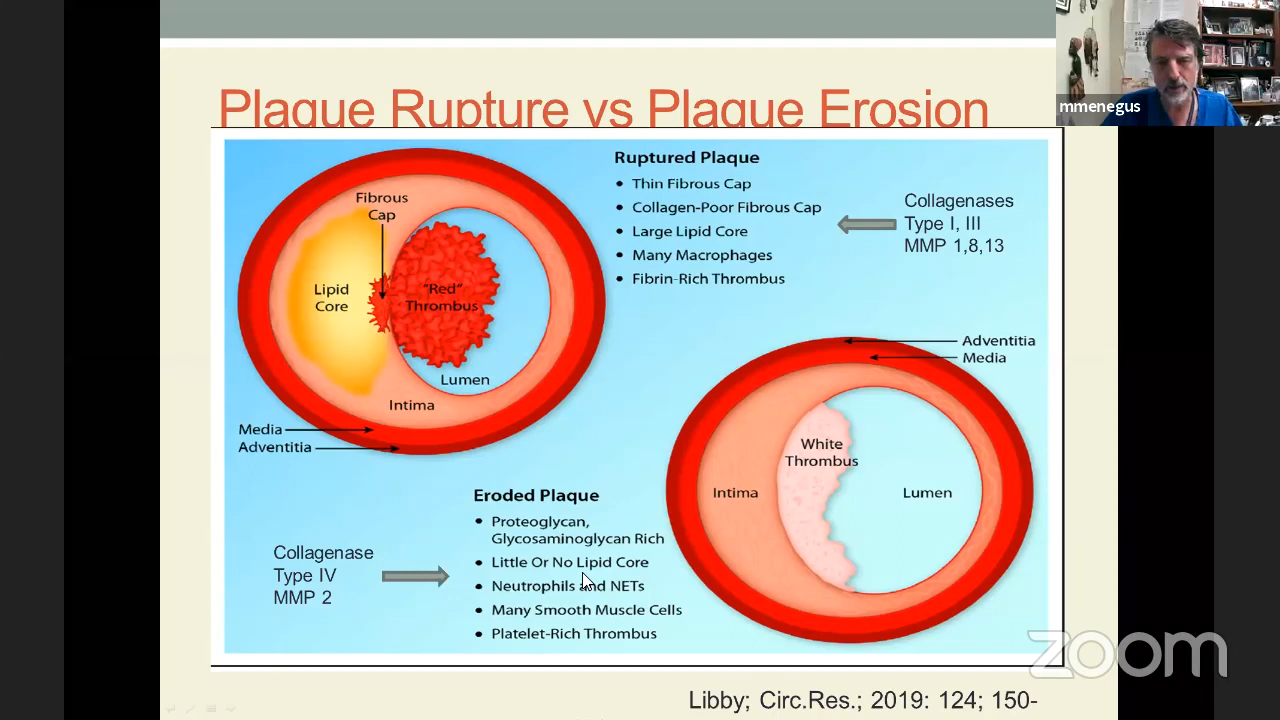 mmenegus
Plaque Rupture vs Plaque Erosion
Ruptured Plaque
• Thin Fibrous Cap
• Collagen-Poor Fibrous Cap
• Large Lipid Core
• Many Macrophages
• Fibrin-Rich Thrombus
Collagenases
Type I, III
MMP 1,8,13
Fibrous
Cap
Lipid
Core
"Red"
Thrombus
Lumen
Intima
Media
Adventitia
Adventitia
Media
White
Thrombus
Intima
Lumen
Eroded Plaque
• Proteoglycan,
Glycosaminoglycan Rich
• Little Or No Lipid Core
• Neutrophils and NETs
• Many Smooth Muscle Cells
• Platelet-Rich Thrombus
Collagenase
Type IV
MMP 2
zoom
Libby; Circ.Res.; 2019: 124; 150-